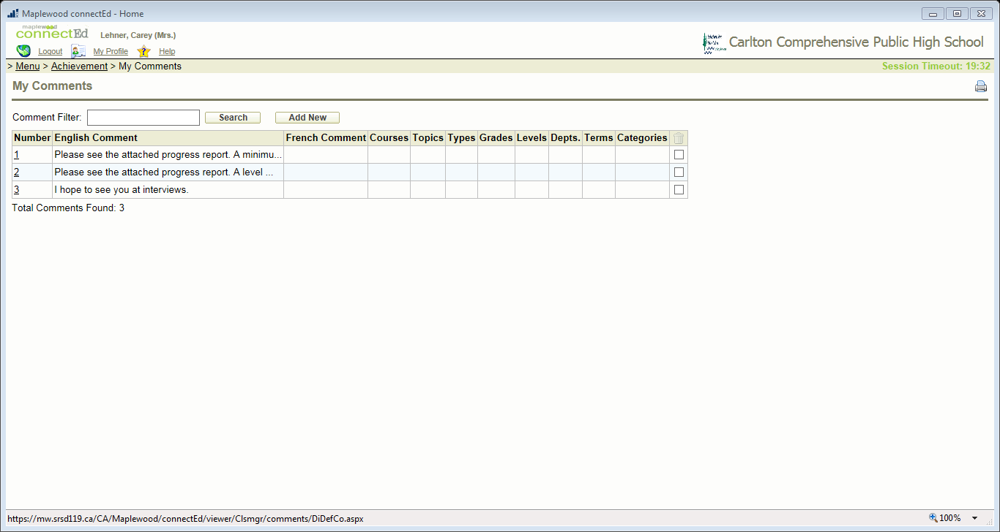 Maplewood connectEd - Home
maplewood
connectEd Lehner, Carey (Mrs.)
Carlton Comprehensive Public High School
Logout My Profile ? Help
> Menu > Achievement > My Comments Session Timeout: 19:32
My Comments
Comment Filter: Search Add New
Number English Comment French Comment Courses Topics Types Grades Levels Depts. Terms Categories
1 Please see the attached progress report. A minimu...
2 Please see the attached progress report. A level ...
3 I hope to see you at interviews.
Total Comments Found: 3
https://mw.srsd119.ca/CA/Maplewood/connectEd/viewer/Clsmgr/comments/DiDefCo.aspx 100%